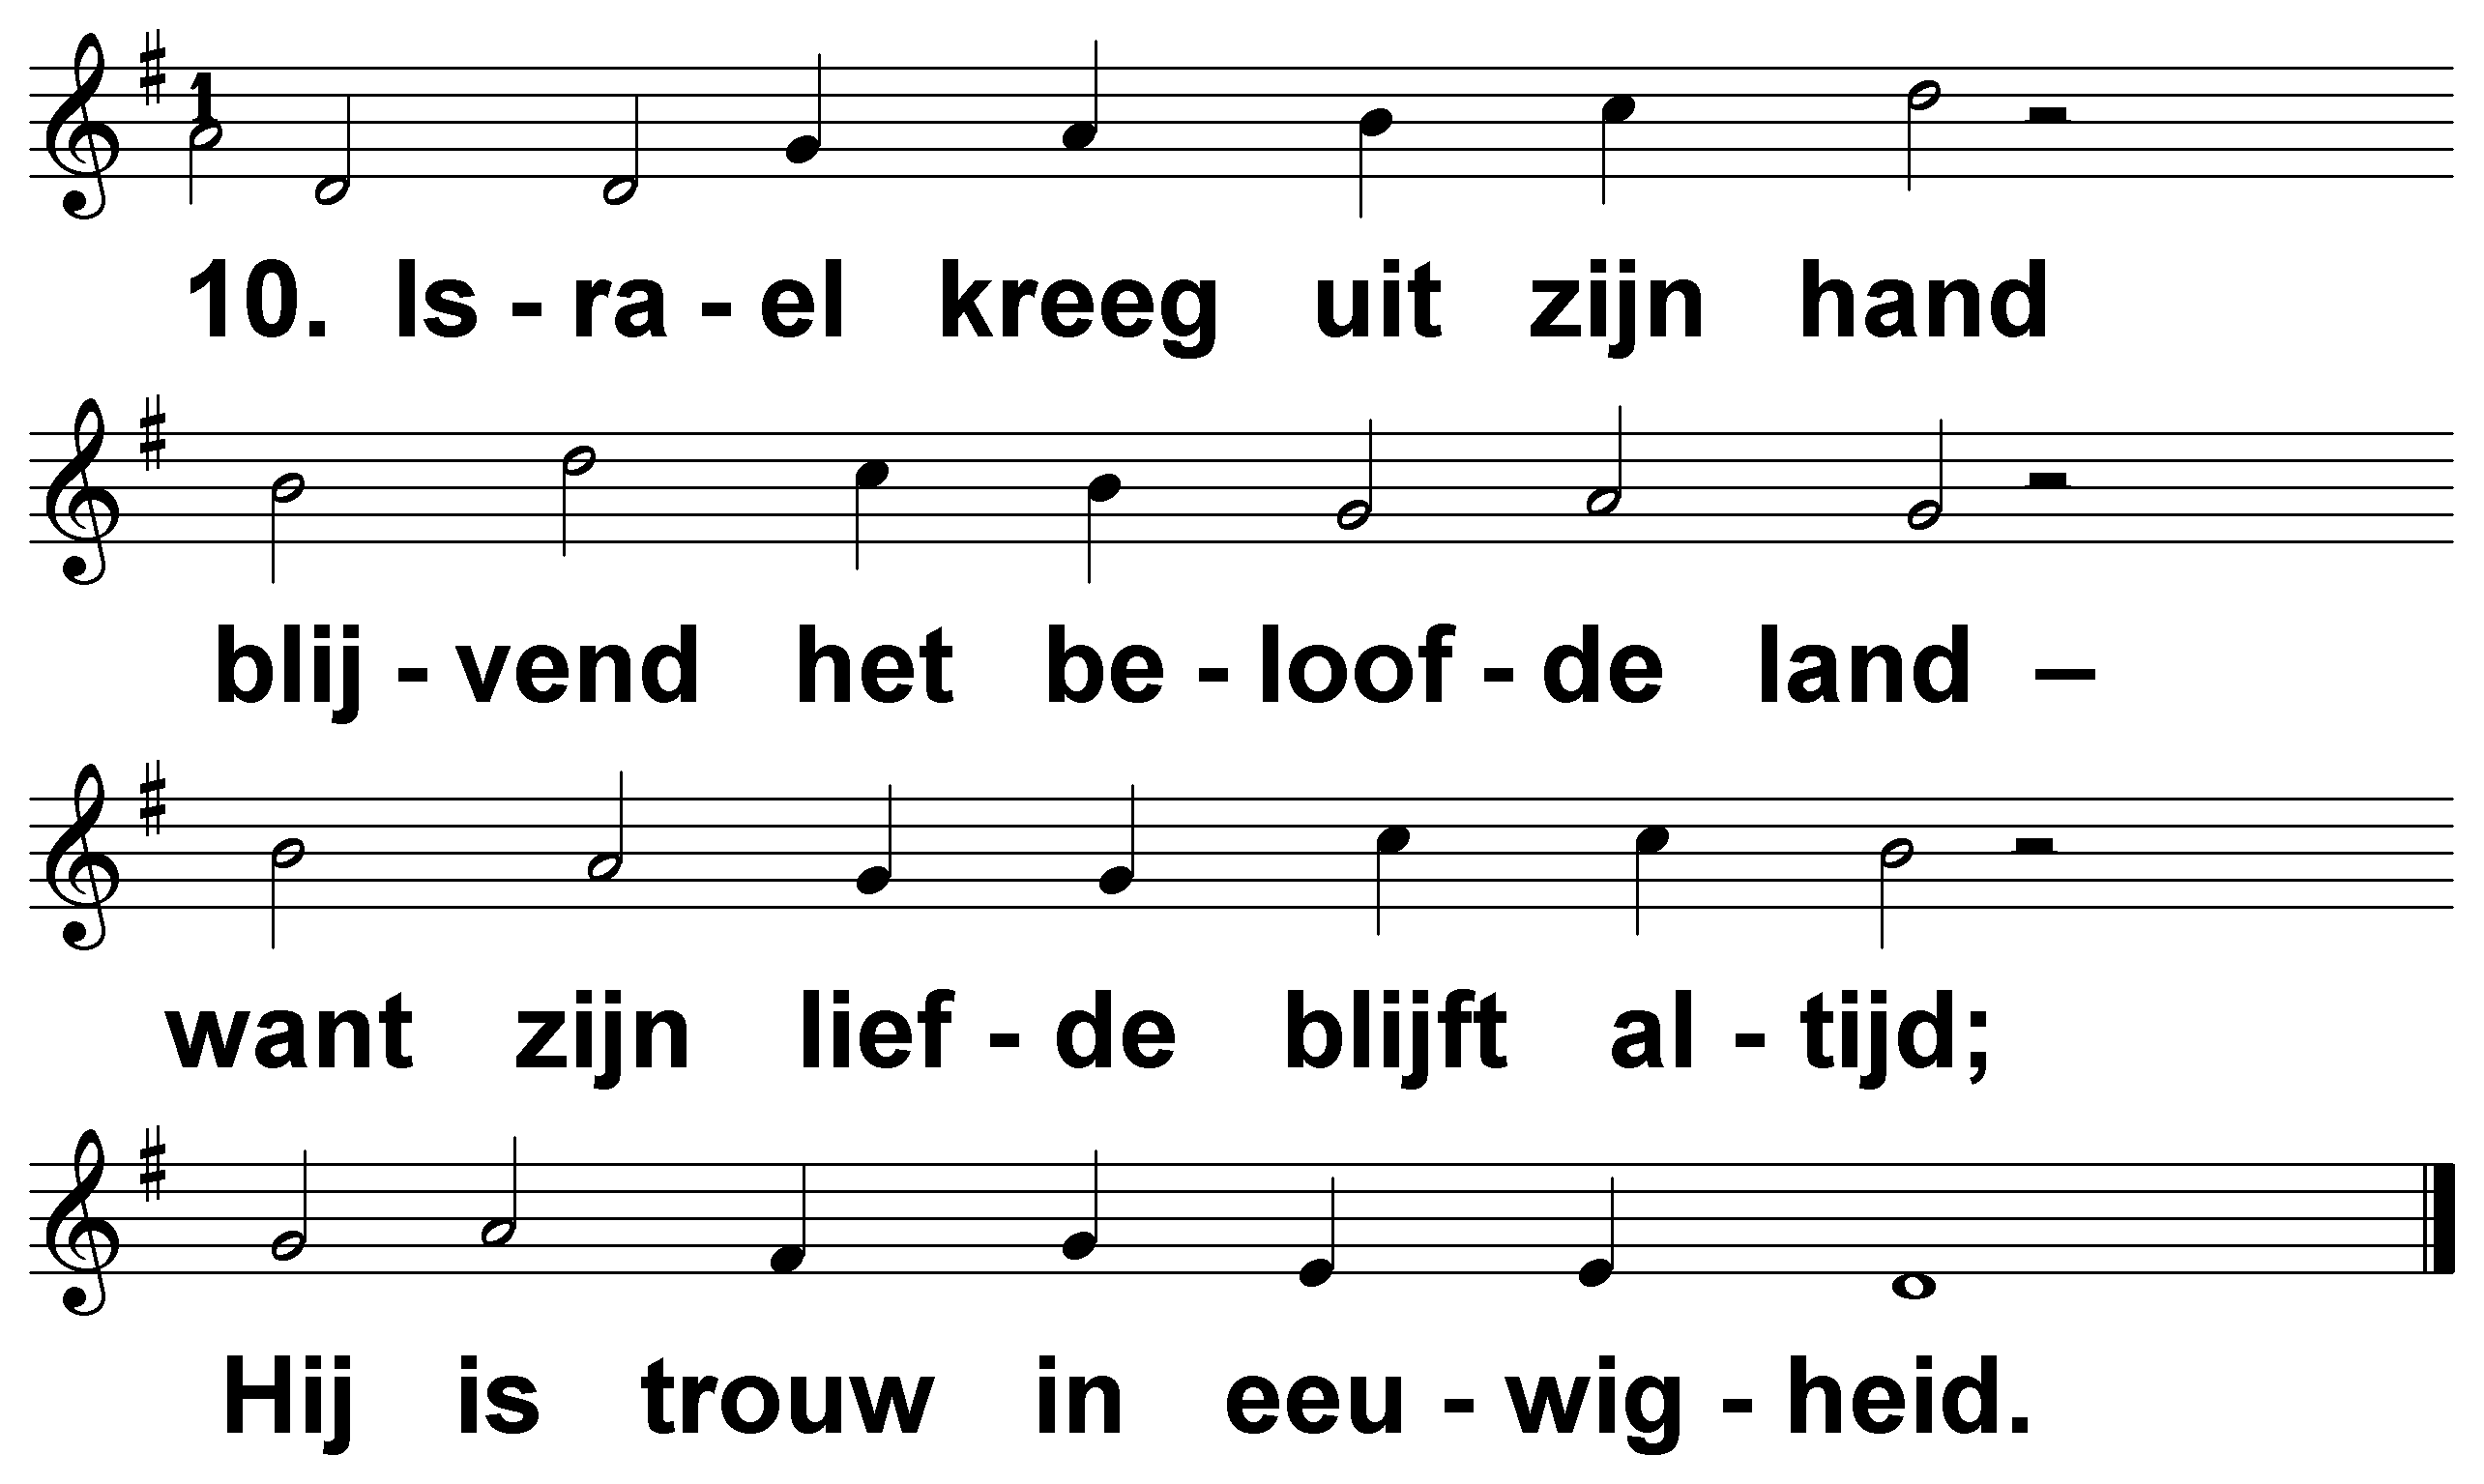 1
10. Is - ra - el kreeg uit zijn hand
blij - vend het be - loof - de land –
want zijn lief - de blijft al - tijd;
Hij is trouw in eeu - wig - heid.